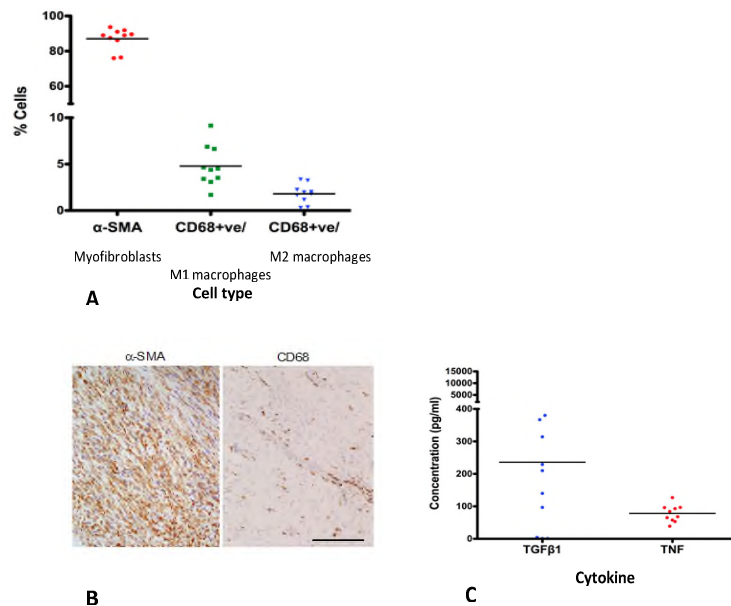 100
80
60
10
5
0
% Cells
α-SMA CD68+ve/ CD68+ve/
Myofibroblasts M1 macrophages M2 macrophages
Cell type
A
α-SMA CD68
B
15000
10000
5000
400
300
200
100
0
Concentration (pg/ml)
TGFβ1 TNF
Cytokine
C